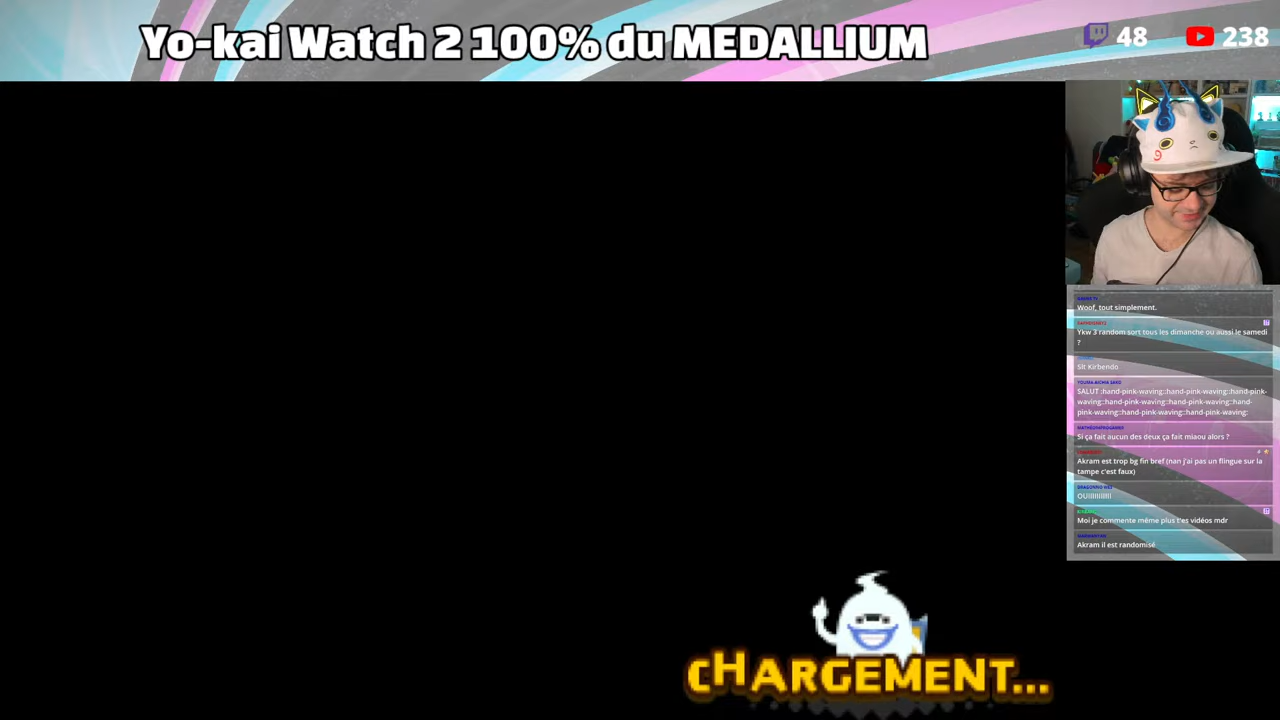 Yo-kai Watch 2 100% du MEDALLIUM
48
238
Woof, tout simplement.
Ykw 3 random sort tous les dimanche ou aussi le samedi
?
Slt Kirbendo
YOUMA AICHA SAKO
SALUT :hand-pink-waving::hand-pink-waving::hand-pink-
waving::hand-pink-waving::hand-pink-waving::hand-
pink-waving::hand-pink-waving::hand-pink-waving:
Si ça fait aucun des deux ça fait miaou alors ?
Akram est trop bg fin bref (nan j'ai pas un flingue sur la
tampe c'est faux)
OUIIIIIIIIIII
Moi je commente même plus t'es vidéos mdr
Akram il est randomisé
CHARGEMENT...